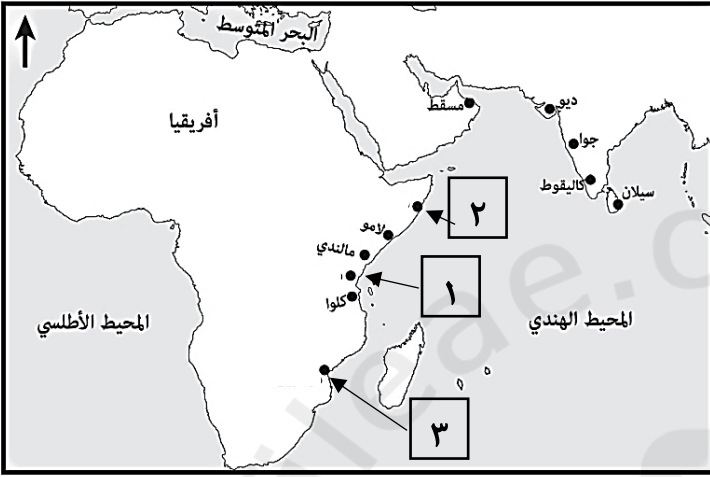 البحر المتوسط
أفريقيا
مسقط
ديو
جوا
كاليقوط
سيلان
٢
لامو
مالندي
١
كلوا
المحيط الأطلسي
المحيط الهندي
٣